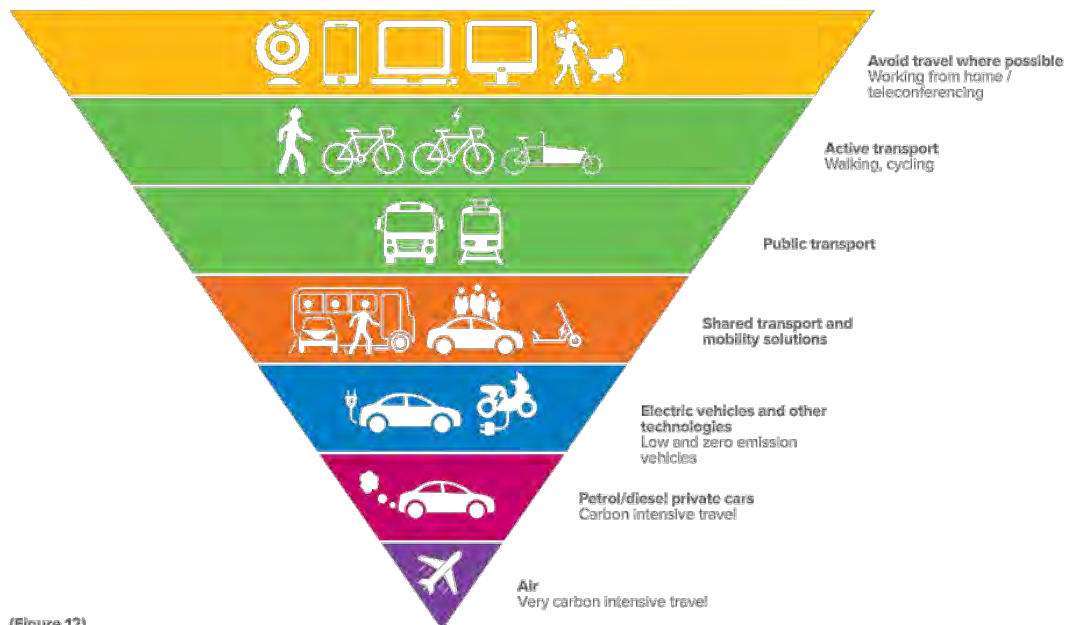 Avoid travel where possible
Working from home /
teleconferencing
Active transport
Walking, cycling
Public transport
Shared transport and
mobility solutions
Electric vehicles and other
technologies
Low and zero emission
vehicles
Petrol/diesel private cars
Carbon intensive travel
Air
Very carbon intensive travel
(Figure 12)